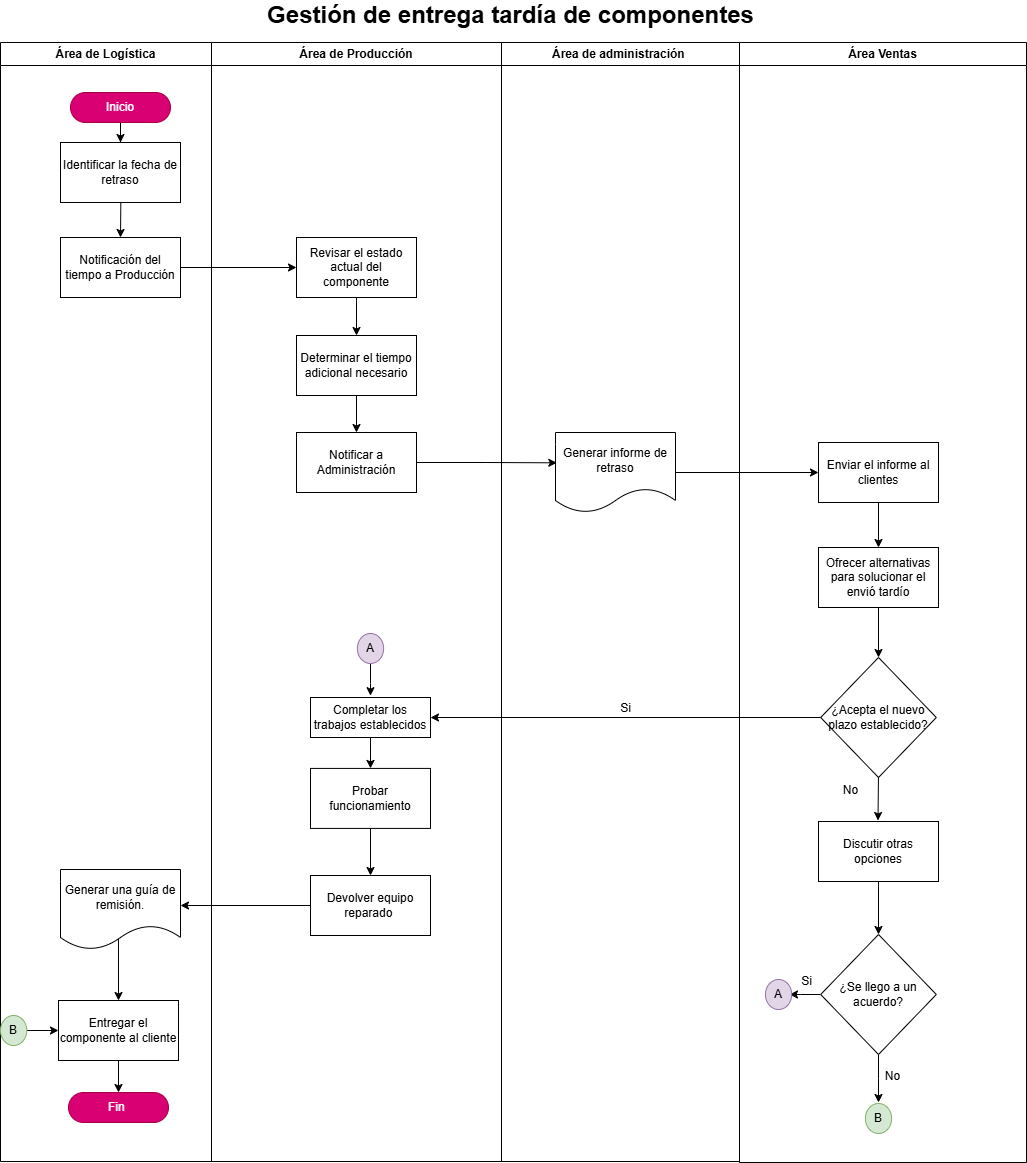 Gestión de entrega tardía de componentes
Área de Logística
Área de Producción
Área de administración
Área Ventas
Inicio
Identificar la fecha de
retraso
Notificación del
tiempo a Producción
Revisar el estado
actual del
componente
Determinar el tiempo
adicional necesario
Notificar a
Administración
Generar informe de
retraso
Enviar el informe al
clientes
Ofrecer alternativas
para solucionar el
envió tardío
¿Acepta el nuevo
plazo establecido?
Si
No
A
Completar los
trabajos establecidos
Probar
funcionamiento
Devolver equipo
reparado
Discutir otras
opciones
¿Se llego a un
acuerdo?
Si
A
No
B
Generar una guía de
remisión.
B
Entregar el
componente al cliente
Fin